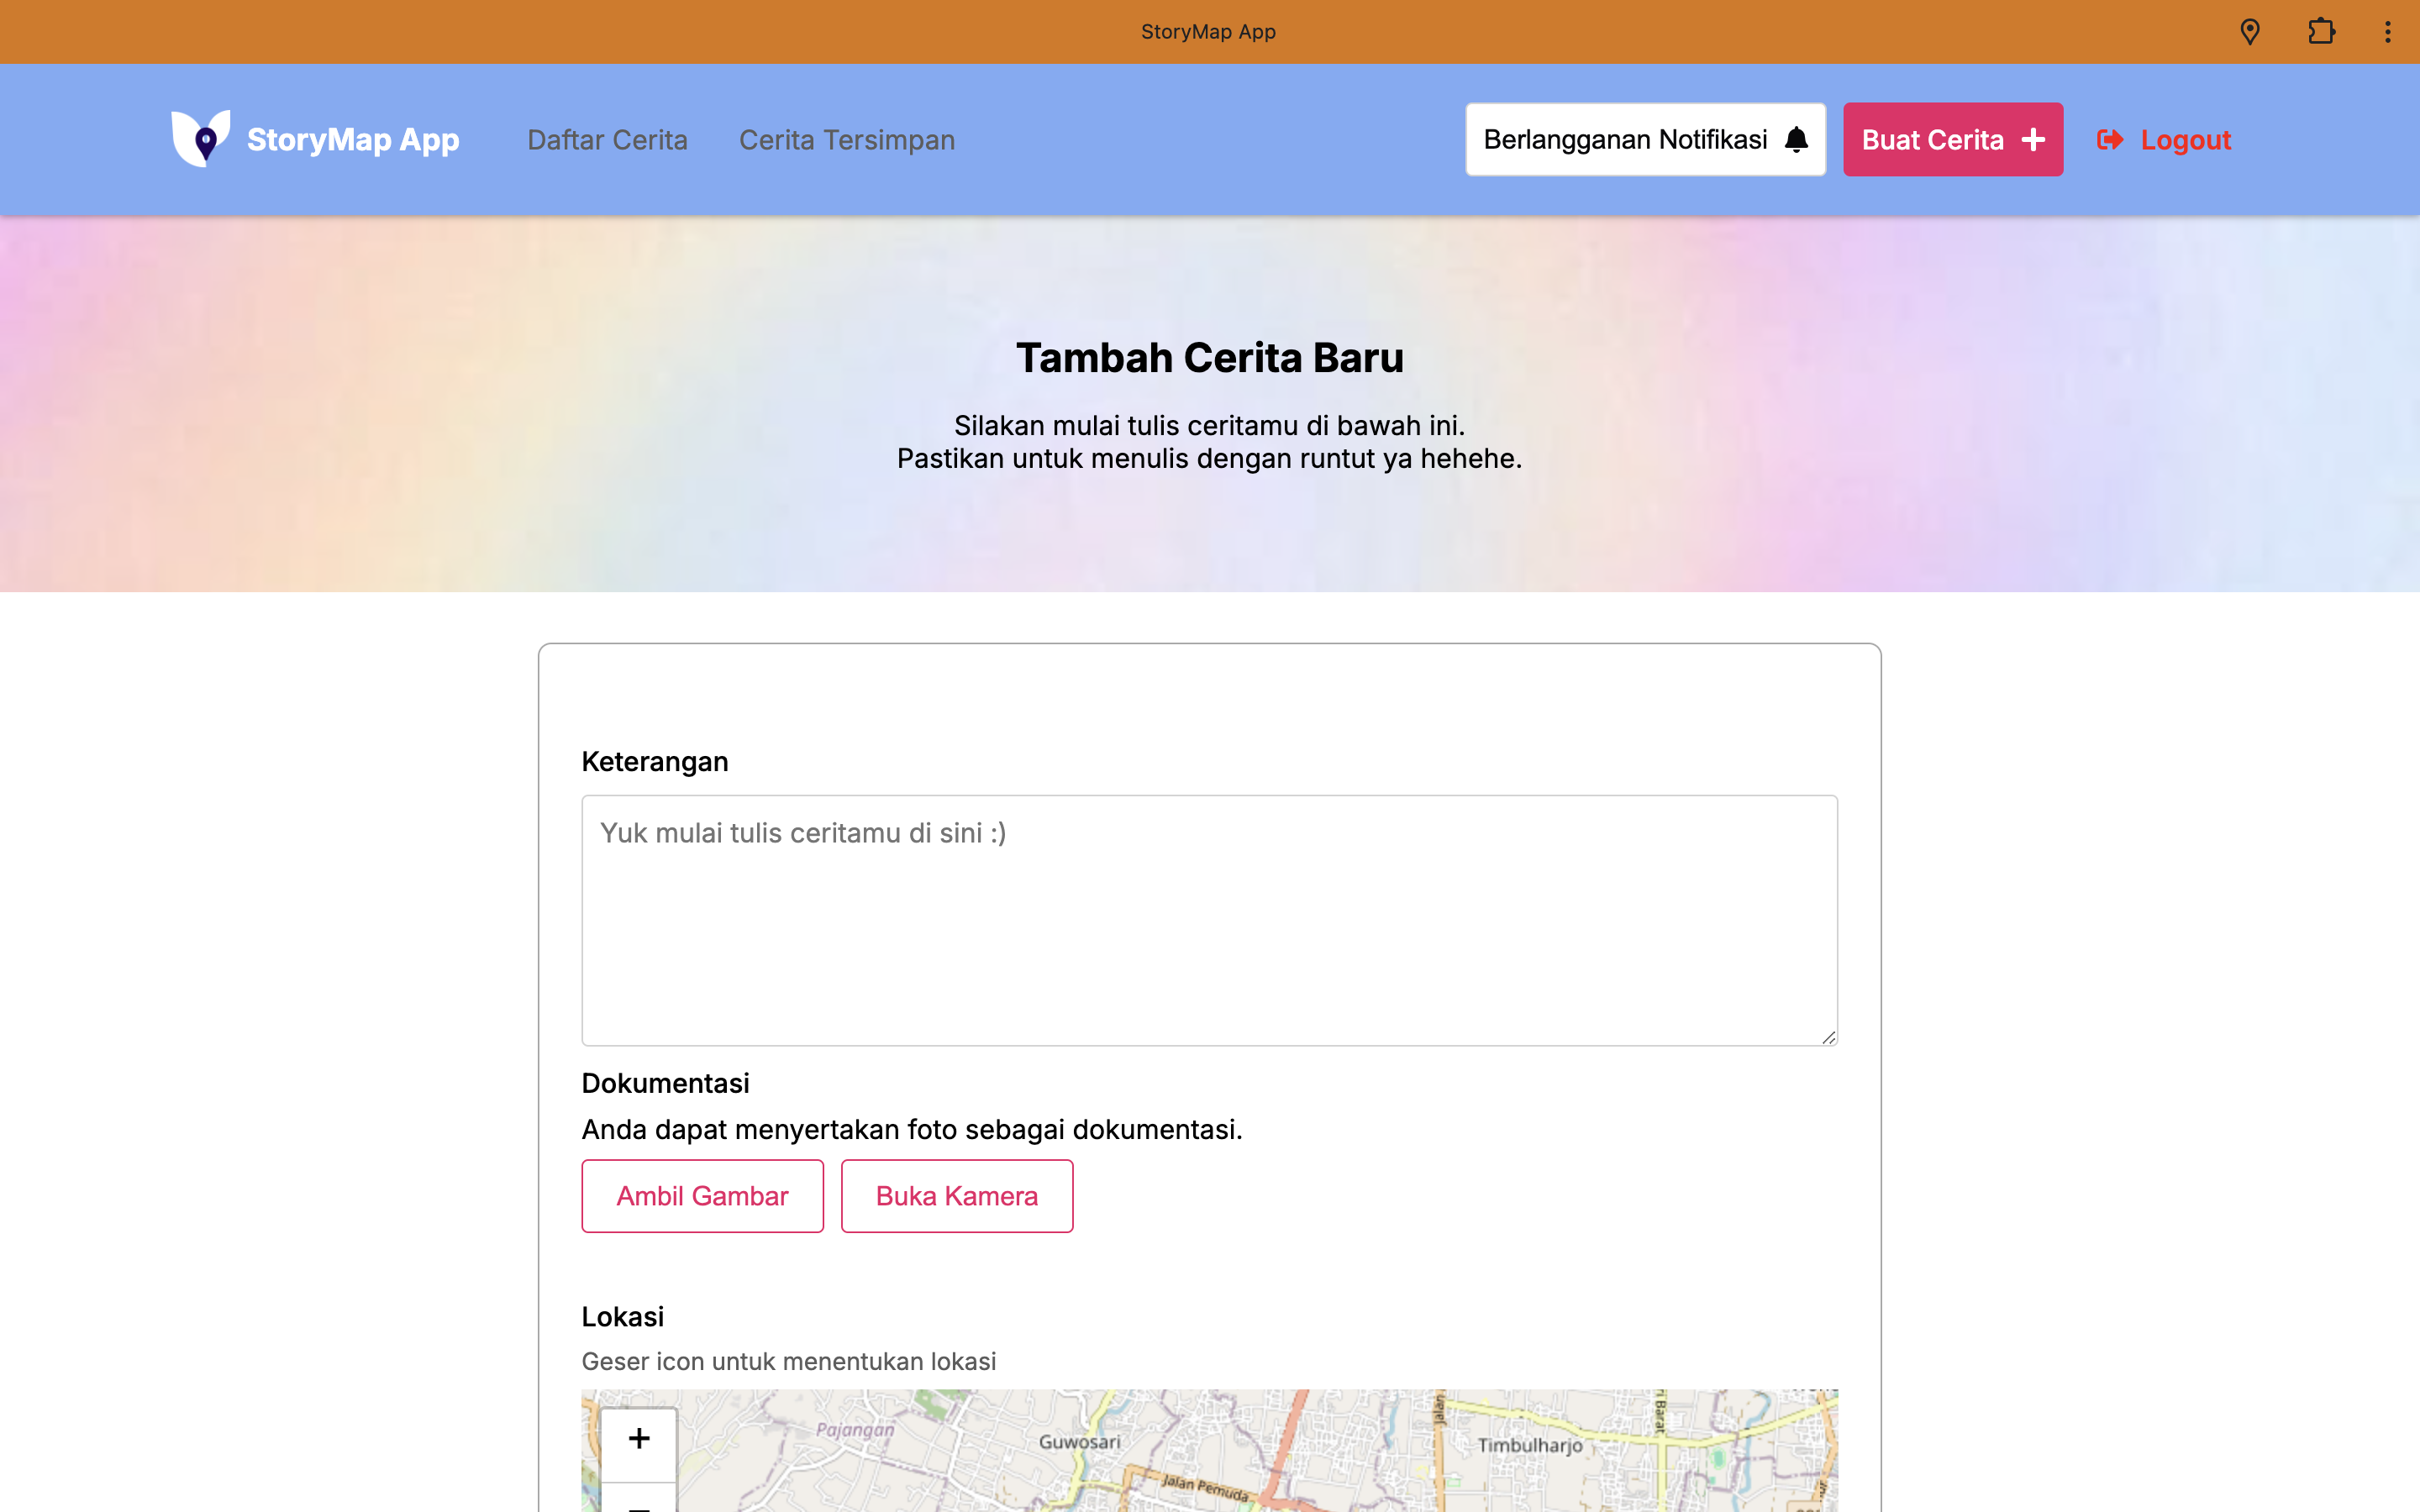 StoryMap App
StoryMap App
Daftar Cerita
Cerita Tersimpan
Berlangganan Notifikasi
Buat Cerita
Logout
Tambah Cerita Baru
Silakan mulai tulis ceritamu di bawah ini.
Pastikan untuk menulis dengan runtut ya hehehe.
Keterangan
Yuk mulai tulis ceritamu di sini :)
Dokumentasi
Anda dapat menyertakan foto sebagai dokumentasi.
Ambil Gambar
Buka Kamera
Lokasi
Geser icon untuk menentukan lokasi
+
Pajangan
Guwosari
Jalan
Timbulharjo
Barat
Jalan Pemuda